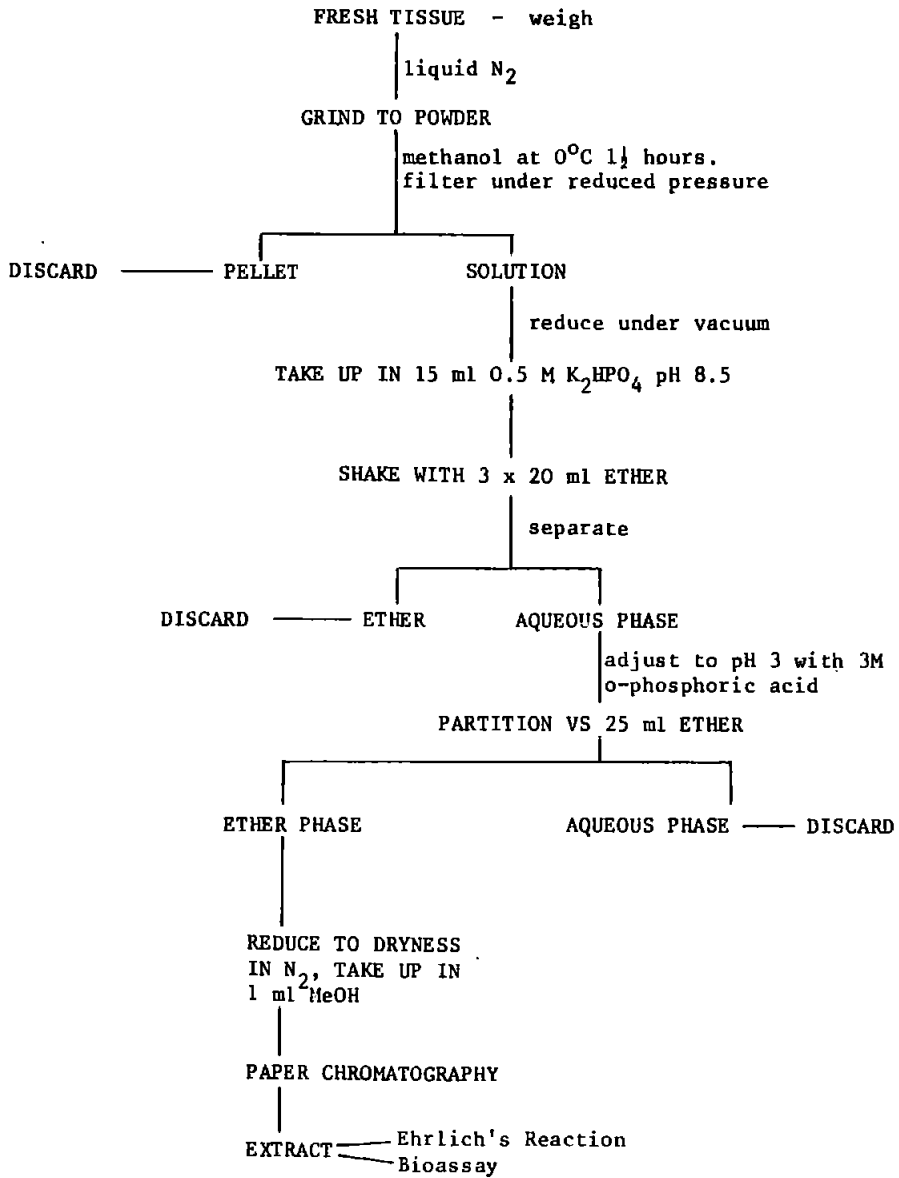 FRESH TISSUE - weigh
liquid N2
GRIND TO POWDER
methanol at 0°C 1½ hours.
filter under reduced pressure
DISCARD PELLET SOLUTION
reduce under vacuum
TAKE UP IN 15 ml 0.5 M K2HPO4 pH 8.5
SHAKE WITH 3 x 20 ml ETHER
separate
DISCARD ETHER AQUEOUS PHASE
adjust to pH 3 with 3M
o-phosphoric acid
PARTITION VS 25 ml ETHER
ETHER PHASE AQUEOUS PHASE DISCARD
REDUCE TO DRYNESS
IN N2, TAKE UP IN
1 ml MeOH
PAPER CHROMATOGRAPHY
EXTRACT Ehrlich's Reaction
Bioassay